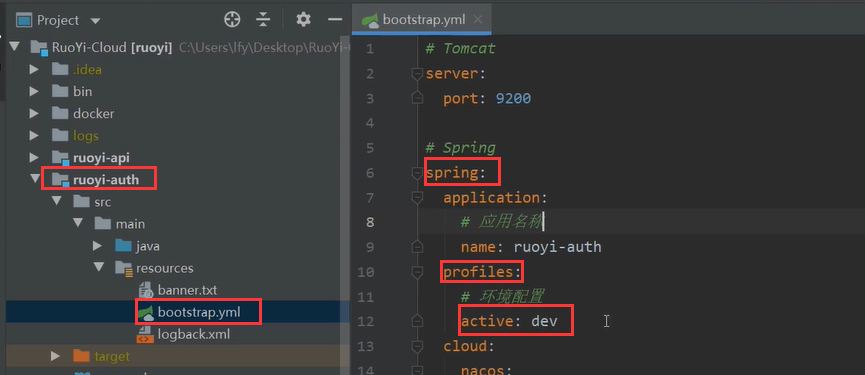 Project
RuoYi-Cloud [ruoyi] C:\Users\lfy\Desktop\RuoYi-C
.idea
bin
docker
logs
ruoyi-api
ruoyi-auth
src
main
java
resources
banner.txt
bootstrap.yml
logback.xml
target
bootstrap.yml
1 # Tomcat
2 server:
3 port: 9200
4
5 # Spring
6 spring:
7 application:
8 # 应用名称
9 name: ruoyi-auth
10 profiles:
11 # 环境配置
12 active: dev
13 cloud:
14 nacos: